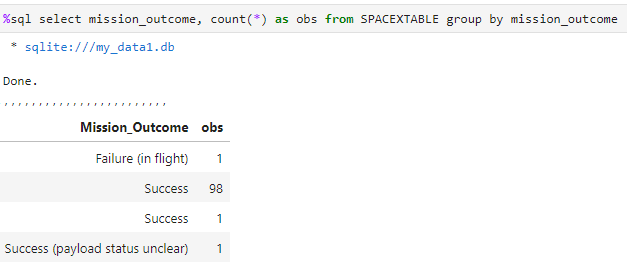 %sql select mission_outcome, count(*) as obs from SPACEXTABLE group by mission_outcome
* sqlite:///my_data1.db
Done.
,,,,,,,,,,,,,,,,,,,,,,,,
Mission_Outcome obs
Failure (in flight) 1
Success 98
Success 1
Success (payload status unclear) 1